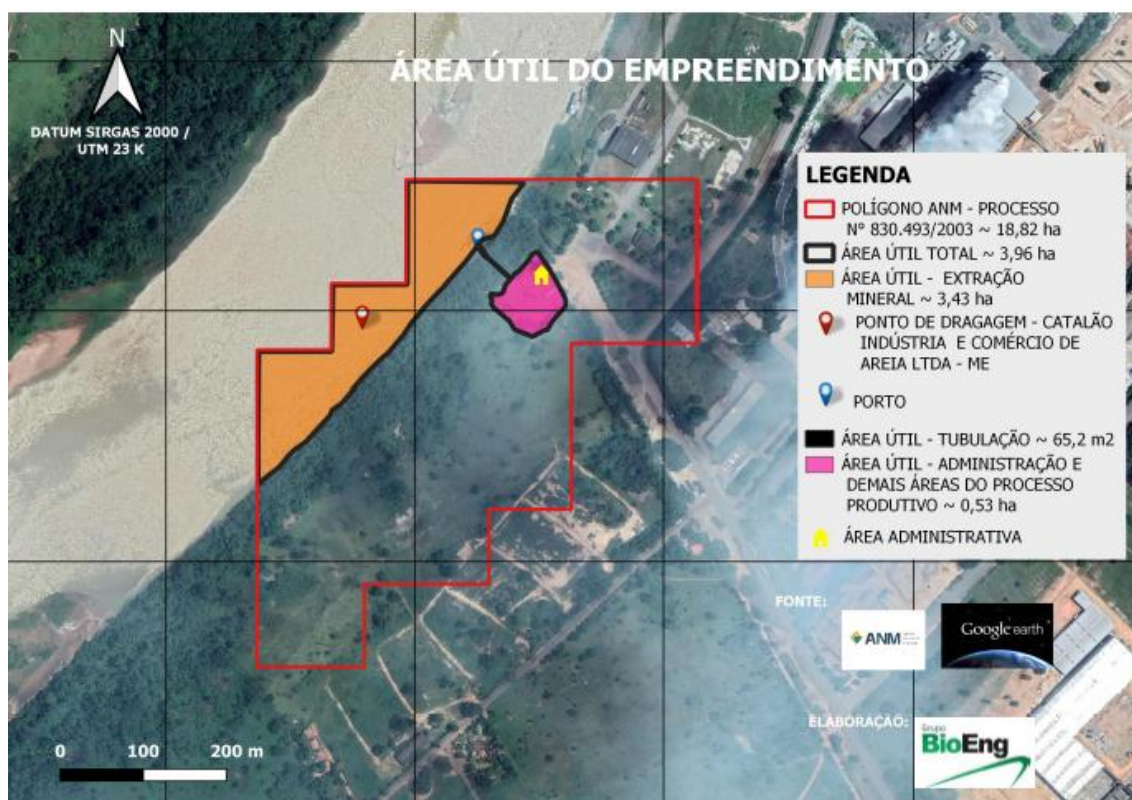 N
ÁREA ÚTIL DO EMPREENDIMENTO
DATUM SIRGAS 2000 /
UTM 23 K
LEGENDA
POLÍGONO ANM - PROCESSO
N° 830.493/2003 ~ 18,82 ha
ÁREA ÚTIL TOTAL ~ 3,96 ha
ÁREA ÚTIL - EXTRAÇÃO
MINERAL ~ 3,43 ha
PONTO DE DRAGAGEM - CATALÃO
INDÚSTRIA E COMÉRCIO DE
AREIA LTDA - ME
PORTO
ÁREA ÚTIL - TUBULAÇÃO ~ 65,2 m2
ÁREA ÚTIL - ADMINISTRAÇÃO E
DEMAIS ÁREAS DO PROCESSO
PRODUTIVO ~ 0,53 ha
ÁREA ADMINISTRATIVA
FONTE:
ANM
Google earth
ELABORAÇÃO:
Grupo
BioEng
0 100 200 m